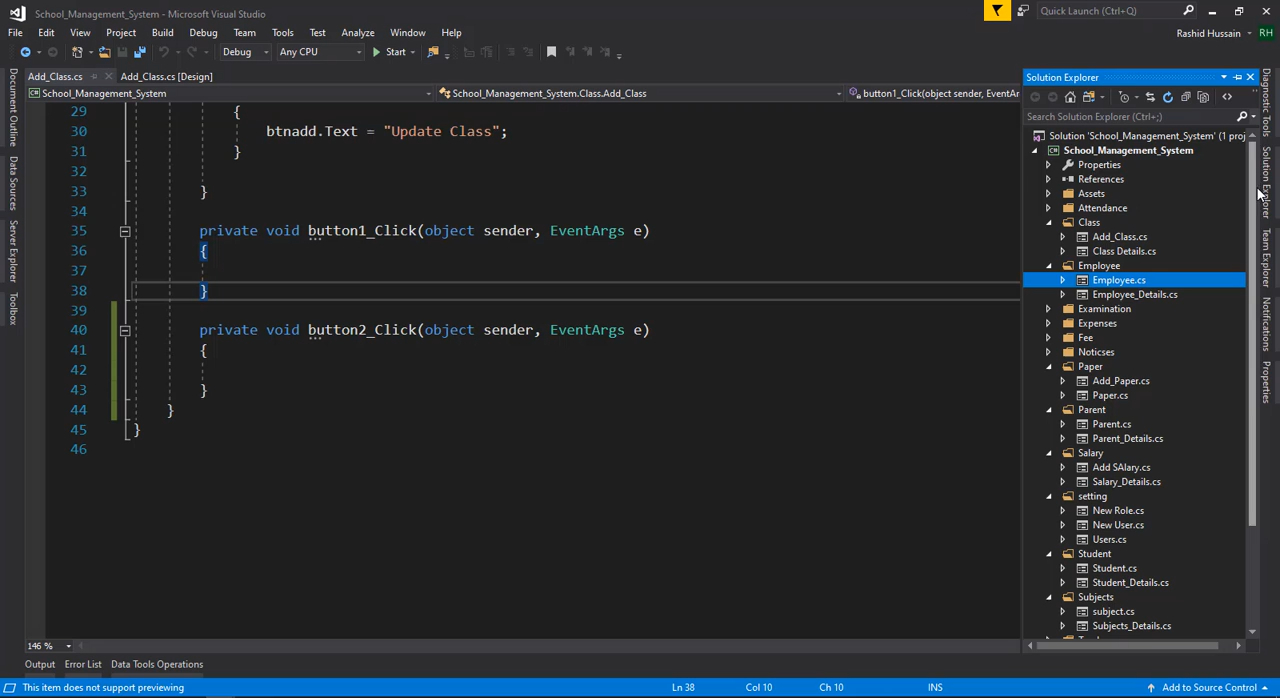 School_Management_System - Microsoft Visual Studio
Quick Launch (Ctrl+Q)
File Edit View Project Build Debug Team Tools Test Analyze Window Help
Rashid Hussain RH
Debug Any CPU Start
Add_Class.cs Add_Class.cs [Design]
School_Management_System School_Management_System.Class.Add_Class button1_Click(object sender, EventAr
Document Outline
Data Sources
Server Explorer
Toolbox
29 {
30 btnadd.Text = "Update Class";
31 }
32
33 }
34
35 private void button1_Click(object sender, EventArgs e)
36 {
37
38 }
39
40 private void button2_Click(object sender, EventArgs e)
41 {
42
43 }
44 }
45 }
46
146 %
Solution Explorer
Search Solution Explorer (Ctrl+;)
Solution 'School_Management_System' (1 proj
School_Management_System
Properties
References
Assets
Attendance
Class
Add_Class.cs
Class Details.cs
Employee
Employee.cs
Employee_Details.cs
Examination
Expenses
Fee
Noticses
Paper
Add_Paper.cs
Paper.cs
Parent
Parent.cs
Parent_Details.cs
Salary
Add SAlary.cs
Salary_Details.cs
setting
New Role.cs
New User.cs
Users.cs
Student
Student.cs
Student_Details.cs
Subjects
subject.cs
Subjects_Details.cs
Diagnostic Tools
Solution Explorer
Team Explorer
Notifications
Properties
Output Error List Data Tools Operations
This item does not support previewing Ln 38 Col 10 Ch 10 INS Add to Source Control